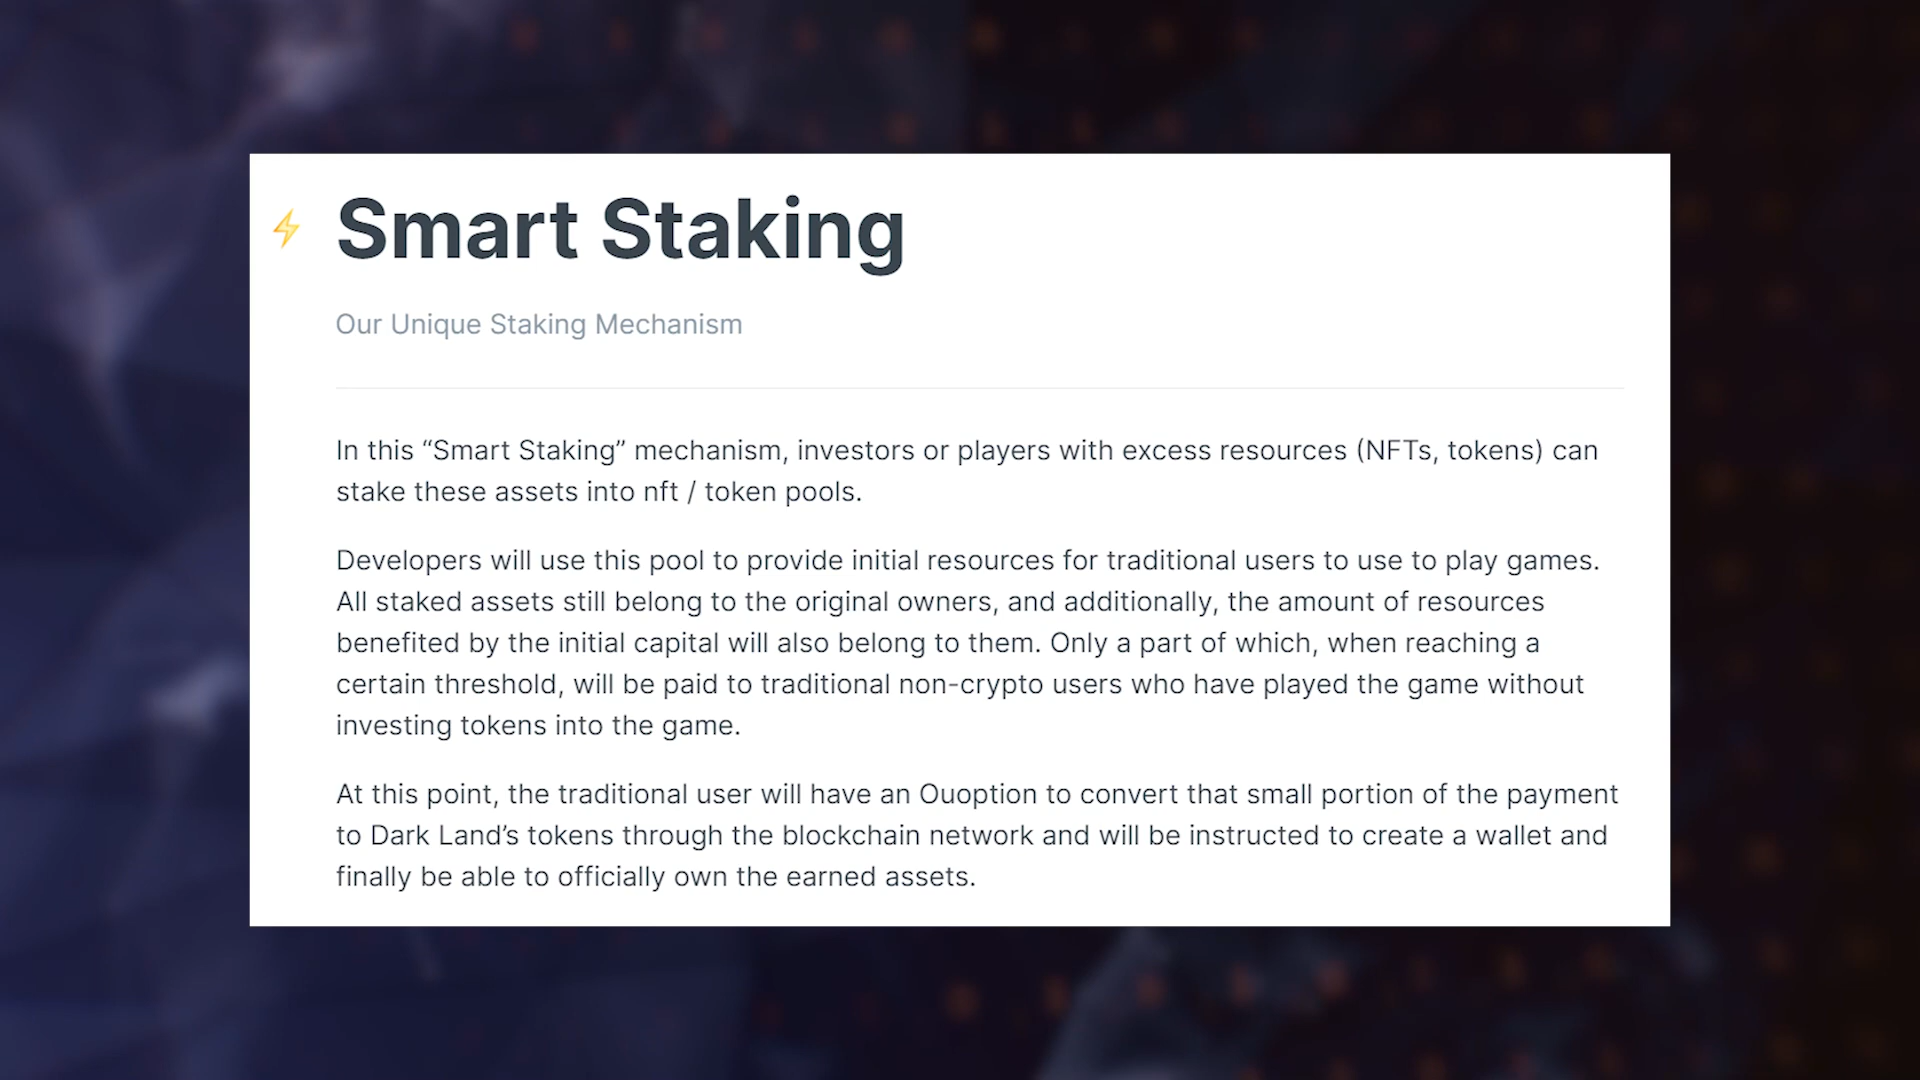 Smart Staking
Our Unique Staking Mechanism
In this “Smart Staking” mechanism, investors or players with excess resources (NFTs, tokens) can
stake these assets into nft / token pools.
Developers will use this pool to provide initial resources for traditional users to use to play games.
All staked assets still belong to the original owners, and additionally, the amount of resources
benefited by the initial capital will also belong to them. Only a part of which, when reaching a
certain threshold, will be paid to traditional non-crypto users who have played the game without
investing tokens into the game.
At this point, the traditional user will have an Ouoption to convert that small portion of the payment
to Dark Land’s tokens through the blockchain network and will be instructed to create a wallet and
finally be able to officially own the earned assets.